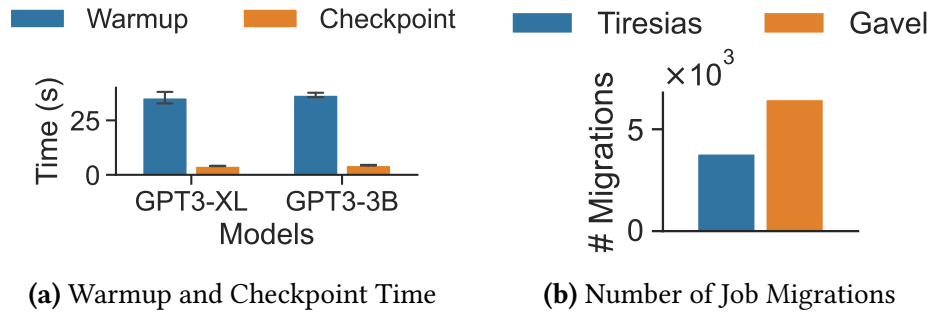 Warmup Checkpoint
Time (s)
25
0
GPT3-XL GPT3-3B
Models
(a) Warmup and Checkpoint Time
Tiresias Gavel
×10³
# Migrations
5
0
(b) Number of Job Migrations